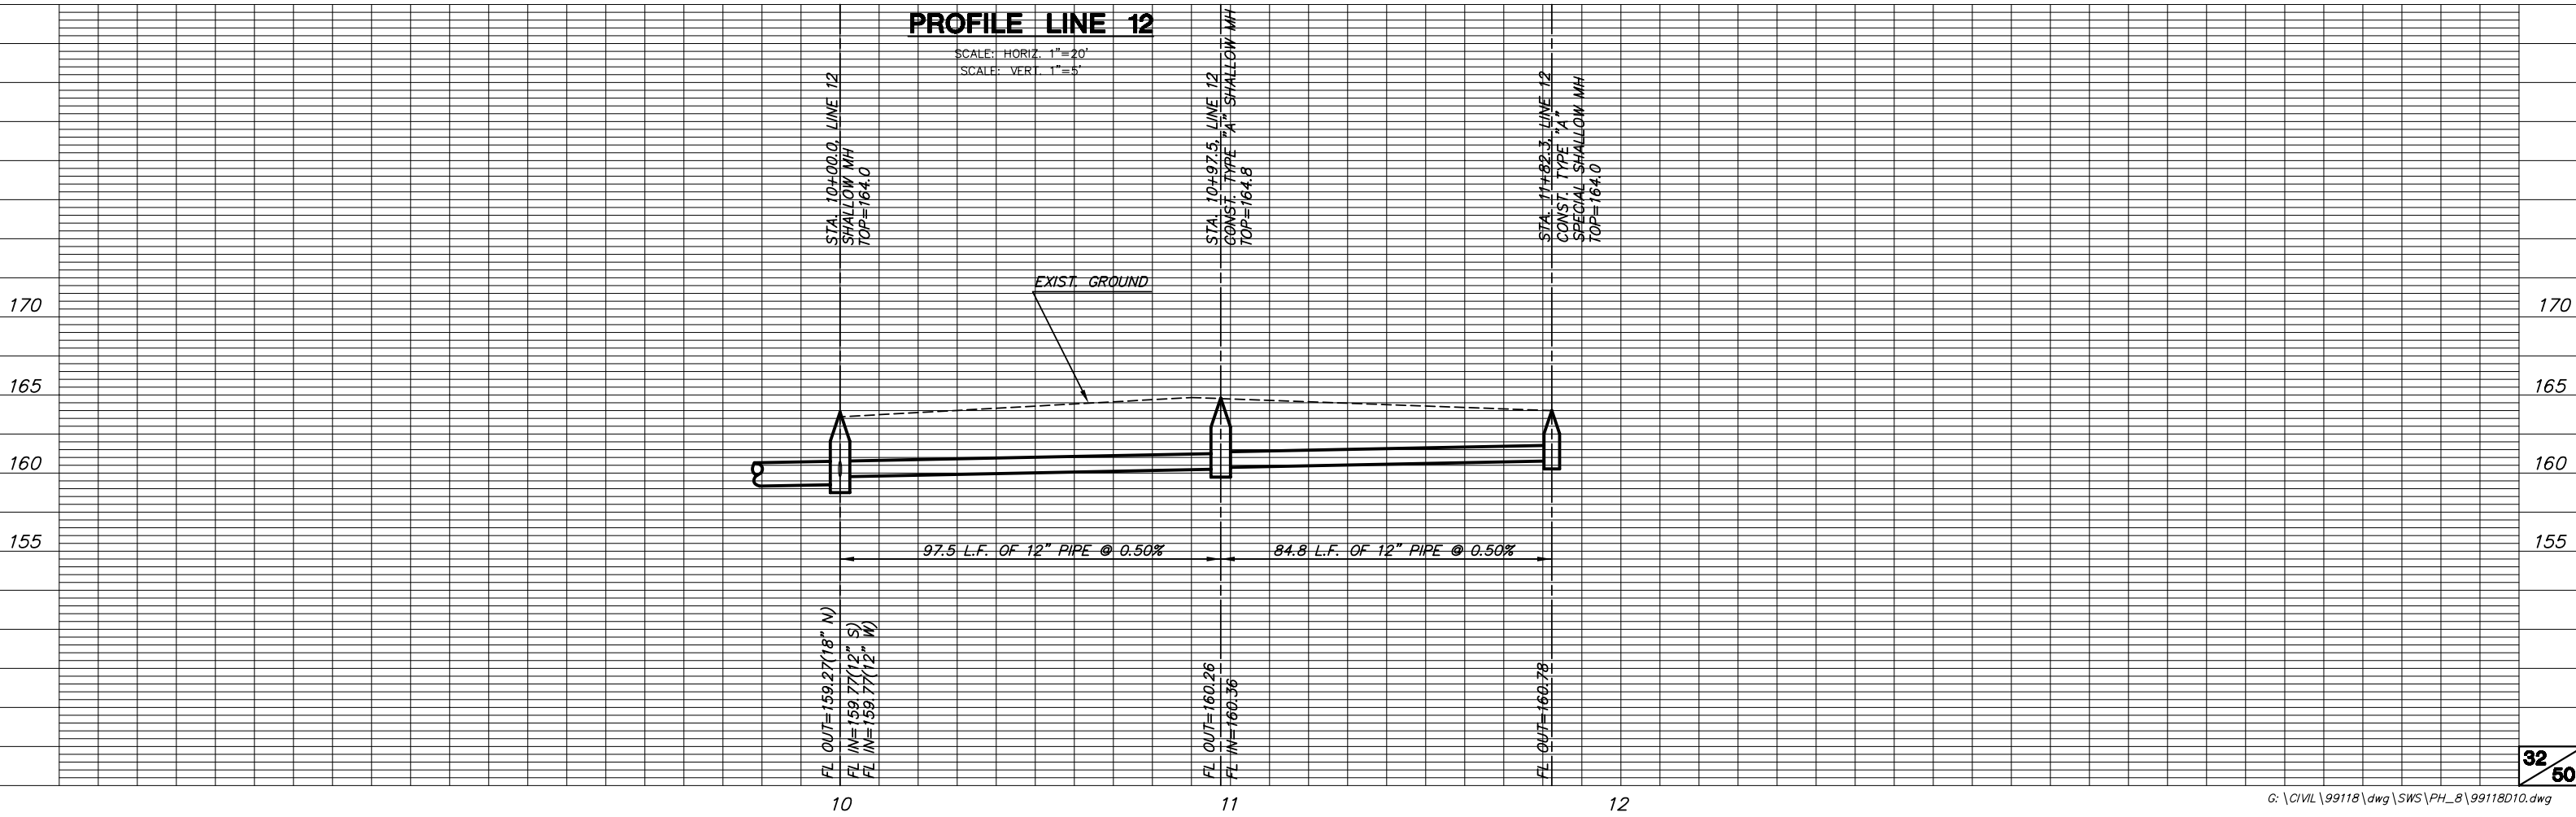 PROFILE LINE 12
SCALE: HORIZ. 1"=20'
SCALE: VERT. 1"=5'
STA. 10+00.0, LINE 12
SHALLOW MH
TOP=164.0
STA. 10+97.5, LINE 12
CONST. TYPE "A" SHALLOW MH
TOP=164.8
STA. 11+82.3, LINE 12
CONST. TYPE "A"
SPECIAL SHALLOW MH
TOP=164.0
EXIST. GROUND
170
170
165
165
160
160
155
155
97.5 L.F. OF 12" PIPE @ 0.50%
84.8 L.F. OF 12" PIPE @ 0.50%
FL OUT=159.27(18" N)
FL IN=159.77(12" S)
FL IN=159.77(12" W)
FL OUT=160.26
FL IN=160.36
FL OUT=160.78
32
50
10
11
12
G:\CIVIL\99118\dwg\SWS\PH_8\99118D10.dwg